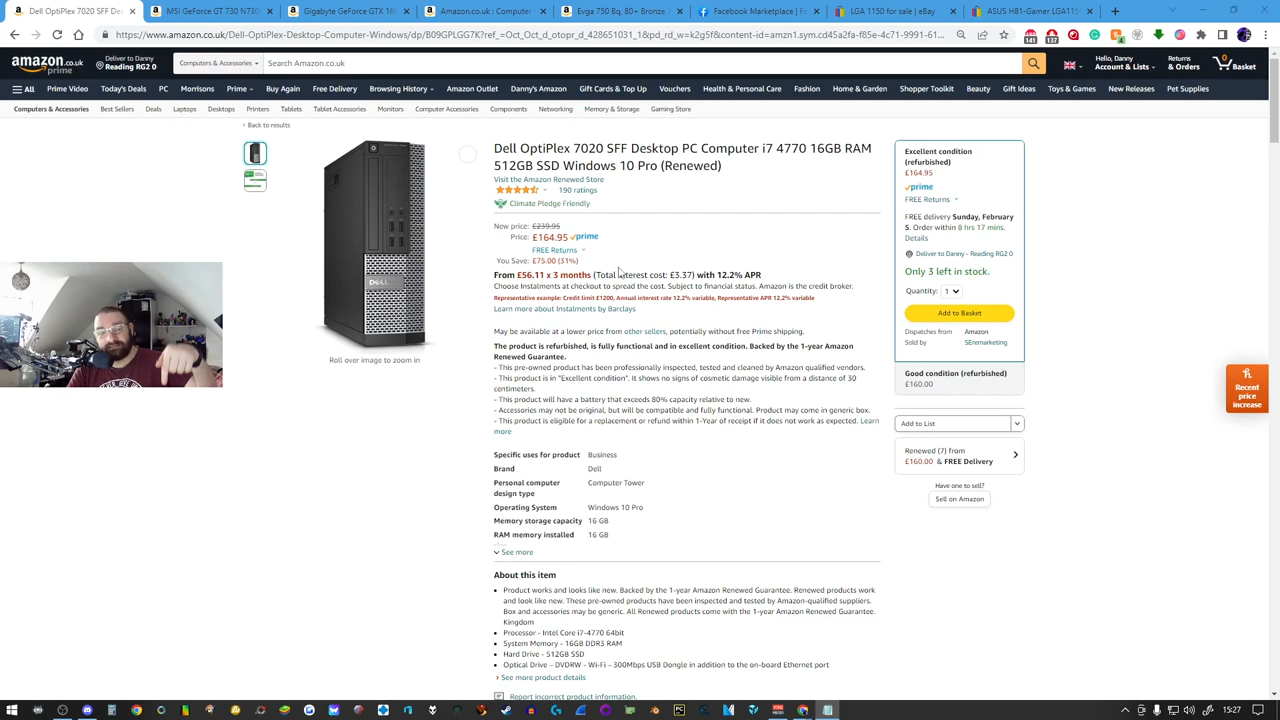 Dell OptiPlex 7020 SFF Des
MSI GeForce GT 730 N730
Gigabyte GeForce GT 103
Amazon.co.uk
Amazon.co.uk
Dell OptiPlex 3050 SFF De
Facebook Marketplace
LGA 1150 for sale | eBay
ASUS H81-Gamer LGA115
https://www.amazon.co.uk/Dell-OptiPlex-Desktop-Computer-Windows/dp/B09GPLGG7K?ref_=Oct_Oct_d_otopr_d_428651031_1&pd_rd_w=k2g5f&content-id=amzn1.sym.cd45a2fa-f85e-4c71-9991-61...
amazon.co.uk
prime
Deliver to Danny
Reading RG2 0
Computers & Accessories
Search Amazon.co.uk
Hello, Danny
Account & Lists
Returns
& Orders
0
Basket
All
Prime Video
Today's Deals
PC
Morrisons
Prime
Buy Again
Free Delivery
Browsing History
Amazon Outlet
Danny's Amazon
Gift Cards & Top Up
Vouchers
Health & Personal Care
Fashion
Home & Garden
Shopper Toolkit
Beauty
Gift Ideas
Toys & Games
New Releases
Pet Supplies
Computers & Accessories
Best Sellers
Deals
Laptops
Desktops
Printers
Tablets
Tablet Accessories
Monitors
Computer Accessories
Components
Networking
Memory & Storage
Gaming Store
‹ Back to results
DELL
Roll over image to zoom in
Dell OptiPlex 7020 SFF Desktop PC Computer i7 4770 16GB RAM
512GB SSD Windows 10 Pro (Renewed)
Visit the Amazon Renewed Store
190 ratings
Climate Pledge Friendly
New price: £239.95
Price: £164.95 prime
FREE Returns
You Save: £75.00 (31%)
From £56.11 x 3 months (Total interest cost: £3.37) with 12.2% APR
Choose Instalments at checkout to spread the cost. Subject to financial status. Amazon is the credit broker.
Representative example: Credit limit £1200, Annual interest rate 12.2% variable, Representative APR 12.2% variable
Learn more about Instalments by Barclays
May be available at a lower price from other sellers, potentially without free Prime shipping.
The product is refurbished, is fully functional and in excellent condition. Backed by the 1-year Amazon
Renewed Guarantee.
- This pre-owned product has been professionally inspected, tested and cleaned by Amazon qualified vendors.
- This product is in "Excellent condition". It shows no signs of cosmetic damage visible from a distance of 30
centimeters.
- This product will have a battery that exceeds 80% capacity relative to new.
- Accessories may not be original, but will be compatible and fully functional. Product may come in generic box.
- This product is eligible for a replacement or refund within 1-Year of receipt if it does not work as expected. Learn
more
Specific uses for product Business
Brand Dell
Personal computer Computer Tower
design type
Operating System Windows 10 Pro
Memory storage capacity 16 GB
RAM memory installed 16 GB
See more
About this item
• Product works and looks like new. Backed by the 1-year Amazon Renewed Guarantee. Renewed products work
and look like new. These pre-owned products have been inspected and tested by Amazon-qualified suppliers.
Box and accessories may be generic. All Renewed products come with the 1-year Amazon Renewed Guarantee.
Kingdom
• Processor - Intel Core i7-4770 64bit
• System Memory - 16GB DDR3 RAM
• Hard Drive - 512GB SSD
• Optical Drive – DVDRW - Wi-Fi – 300Mbps USB Dongle in addition to the on-board Ethernet port
› See more product details
Report incorrect product information.
Excellent condition
(refurbished)
£164.95
prime
FREE Returns
FREE delivery Sunday, February
5. Order within 8 hrs 17 mins.
Details
Deliver to Danny - Reading RG2 0
Only 3 left in stock.
Quantity: 1
Add to Basket
Dispatches from Amazon
Sold by SEremarketing
Good condition (refurbished)
£160.00
Add to List
Renewed (7) from
£160.00 & FREE Delivery
Have one to sell?
Sell on Amazon
Recent
price
increase
15:27